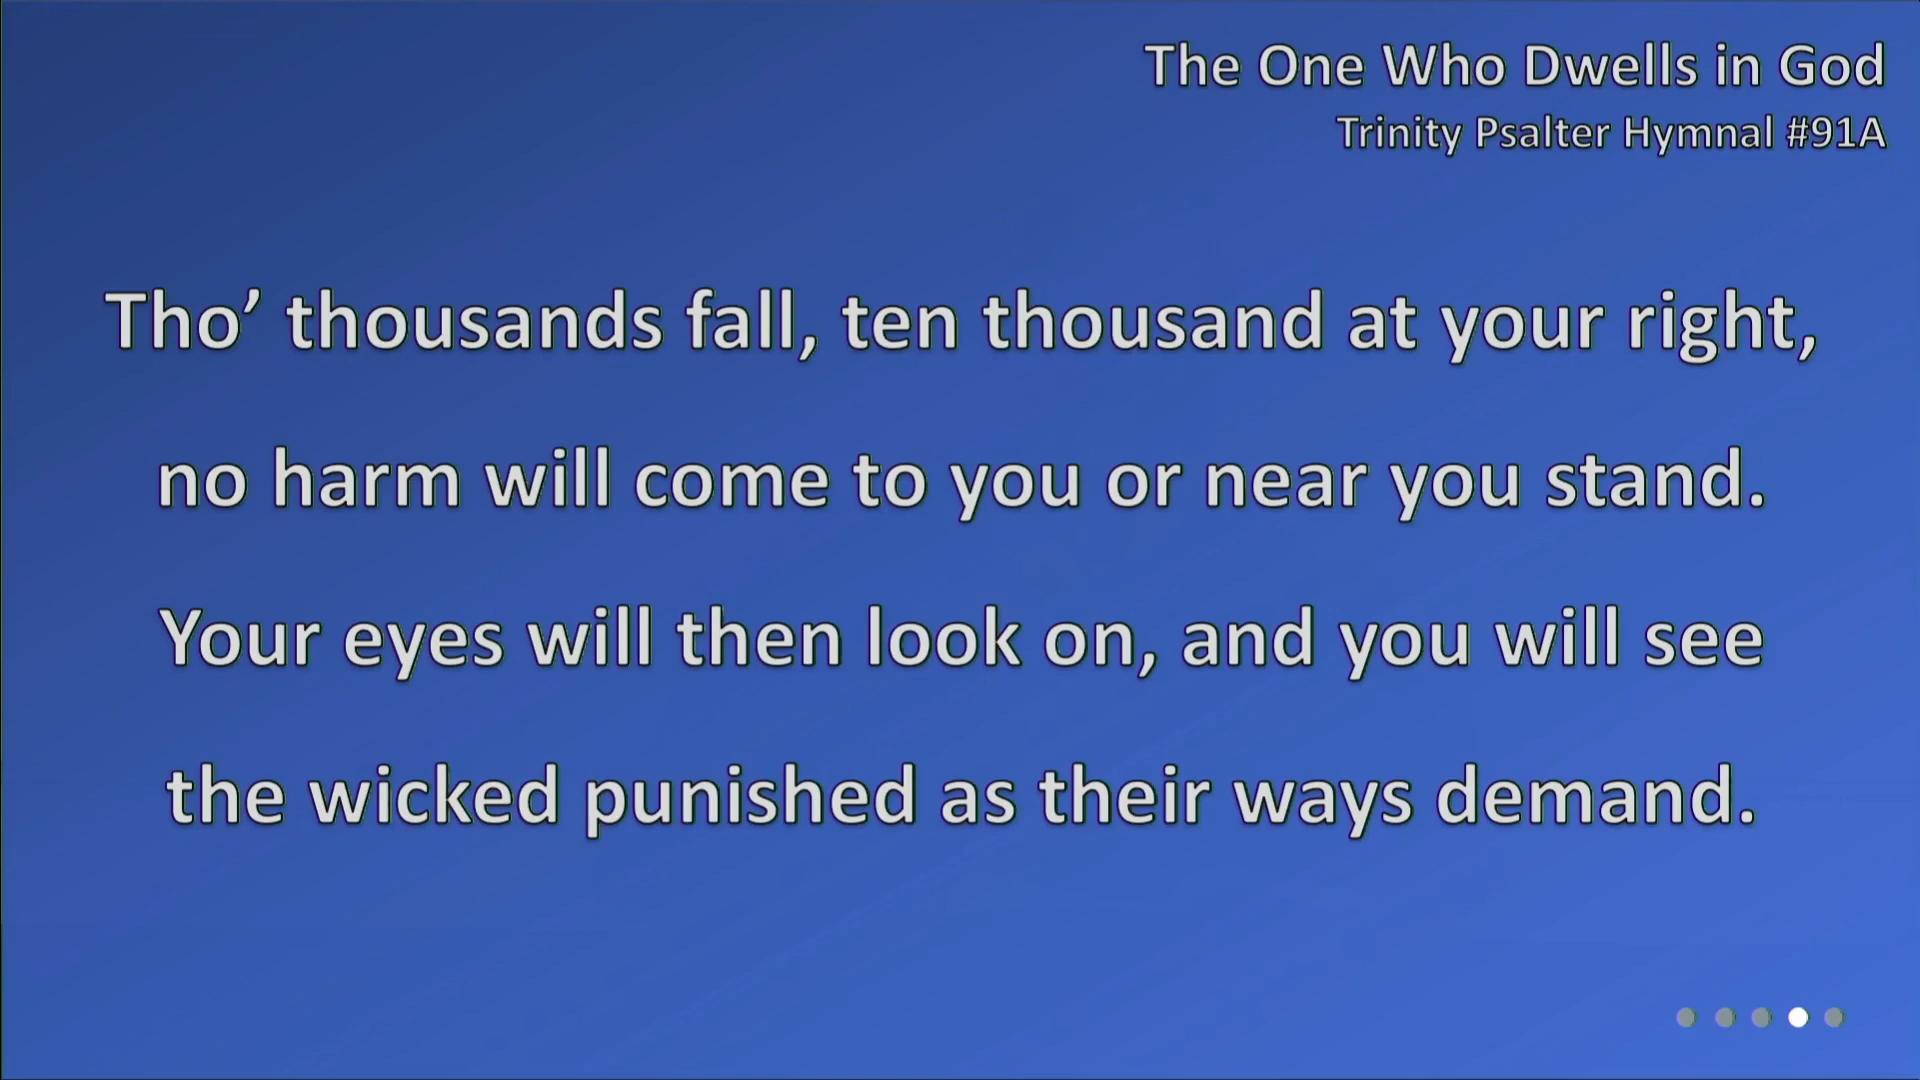 The One Who Dwells in God
Trinity Psalter Hymnal #91A
Tho’ thousands fall, ten thousand at your right,
no harm will come to you or near you stand.
Your eyes will then look on, and you will see
the wicked punished as their ways demand.